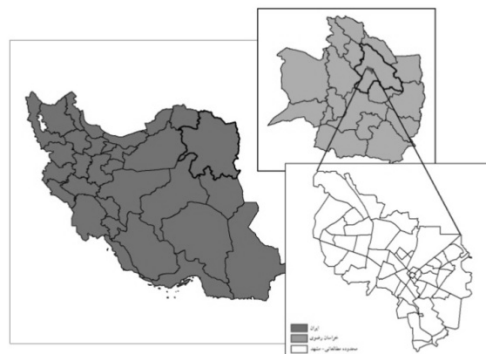 ایران
خراسان رضوی
محدوده مطالعاتی - مشهد